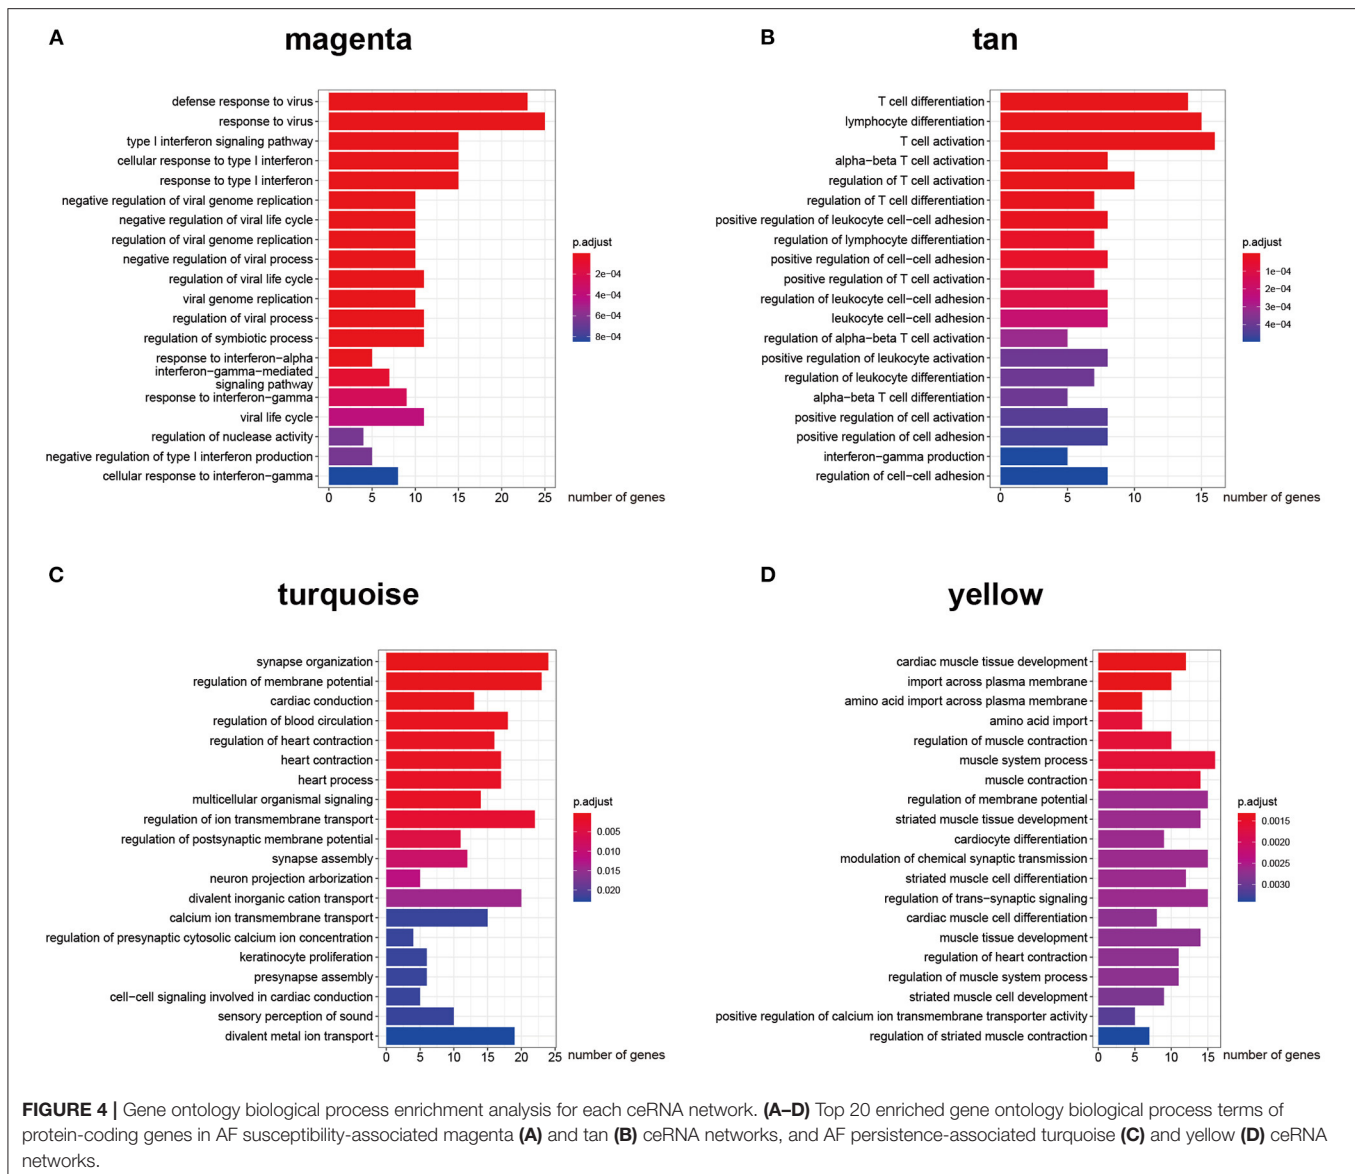 A
magenta
defense response to virus
response to virus
type I interferon signaling pathway
cellular response to type I interferon
response to type I interferon
negative regulation of viral genome replication
negative regulation of viral life cycle
regulation of viral genome replication
negative regulation of viral process
regulation of viral life cycle
viral genome replication
regulation of viral process
regulation of symbiotic process
response to interferon-alpha
interferon-gamma-mediated
signaling pathway
response to interferon-gamma
viral life cycle
regulation of nuclease activity
negative regulation of type I interferon production
cellular response to interferon-gamma
0 5 10 15 20 25
number of genes
p.adjust
2e-04
4e-04
6e-04
8e-04
B
tan
T cell differentiation
lymphocyte differentiation
T cell activation
alpha-beta T cell activation
regulation of T cell activation
regulation of T cell differentiation
positive regulation of leukocyte cell-cell adhesion
regulation of lymphocyte differentiation
positive regulation of cell-cell adhesion
positive regulation of T cell activation
regulation of leukocyte cell-cell adhesion
leukocyte cell-cell adhesion
regulation of alpha-beta T cell activation
positive regulation of leukocyte activation
regulation of leukocyte differentiation
alpha-beta T cell differentiation
positive regulation of cell activation
positive regulation of cell adhesion
interferon-gamma production
regulation of cell-cell adhesion
0 5 10 15
number of genes
p.adjust
1e-04
2e-04
3e-04
4e-04
C
turquoise
synapse organization
regulation of membrane potential
cardiac conduction
regulation of blood circulation
regulation of heart contraction
heart contraction
heart process
multicellular organismal signaling
regulation of ion transmembrane transport
regulation of postsynaptic membrane potential
synapse assembly
neuron projection arborization
divalent inorganic cation transport
calcium ion transmembrane transport
regulation of presynaptic cytosolic calcium ion concentration
keratinocyte proliferation
presynapse assembly
cell-cell signaling involved in cardiac conduction
sensory perception of sound
divalent metal ion transport
0 5 10 15 20 25
number of genes
p.adjust
0.005
0.010
0.015
0.020
D
yellow
cardiac muscle tissue development
import across plasma membrane
amino acid import across plasma membrane
amino acid import
regulation of muscle contraction
muscle system process
muscle contraction
regulation of membrane potential
striated muscle tissue development
cardiocyte differentiation
modulation of chemical synaptic transmission
striated muscle cell differentiation
regulation of trans-synaptic signaling
cardiac muscle cell differentiation
muscle tissue development
regulation of heart contraction
regulation of muscle system process
striated muscle cell development
positive regulation of calcium ion transmembrane transporter activity
regulation of striated muscle contraction
0 5 10 15
number of genes
p.adjust
0.0015
0.0020
0.0025
0.0030
FIGURE 4 | Gene ontology biological process enrichment analysis for each ceRNA network. (A–D) Top 20 enriched gene ontology biological process terms of
protein-coding genes in AF susceptibility-associated magenta (A) and tan (B) ceRNA networks, and AF persistence-associated turquoise (C) and yellow (D) ceRNA
networks.